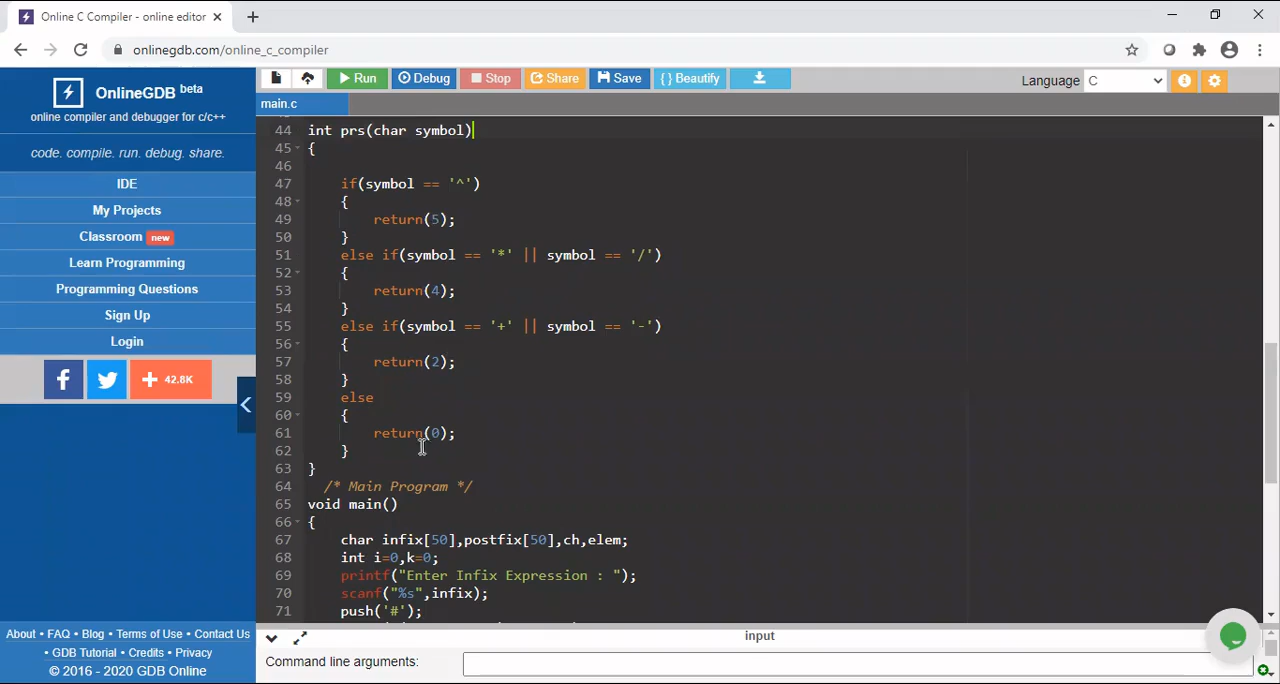 Online C Compiler - online editor
onlinegdb.com/online_c_compiler
OnlineGDB beta
online compiler and debugger for c/c++
code. compile. run. debug. share.
IDE
My Projects
Classroom new
Learn Programming
Programming Questions
Sign Up
Login
f
+ 42.8K
About • FAQ • Blog • Terms of Use • Contact Us
• GDB Tutorial • Credits • Privacy
© 2016 - 2020 GDB Online
Run Debug Stop Share Save { } Beautify
Language C
main.c
44 int prs(char symbol)
45 {
46
47 if(symbol == '^')
48 {
49 return(5);
50 }
51 else if(symbol == '*' || symbol == '/')
52 {
53 return(4);
54 }
55 else if(symbol == '+' || symbol == '-')
56 {
57 return(2);
58 }
59 else
60 {
61 return(0);
62 }
63 }
64 /* Main Program */
65 void main()
66 {
67 char infix[50],postfix[50],ch,elem;
68 int i=0,k=0;
69 printf("Enter Infix Expression : ");
70 scanf("%s",infix);
71 push('#');
input
Command line arguments: